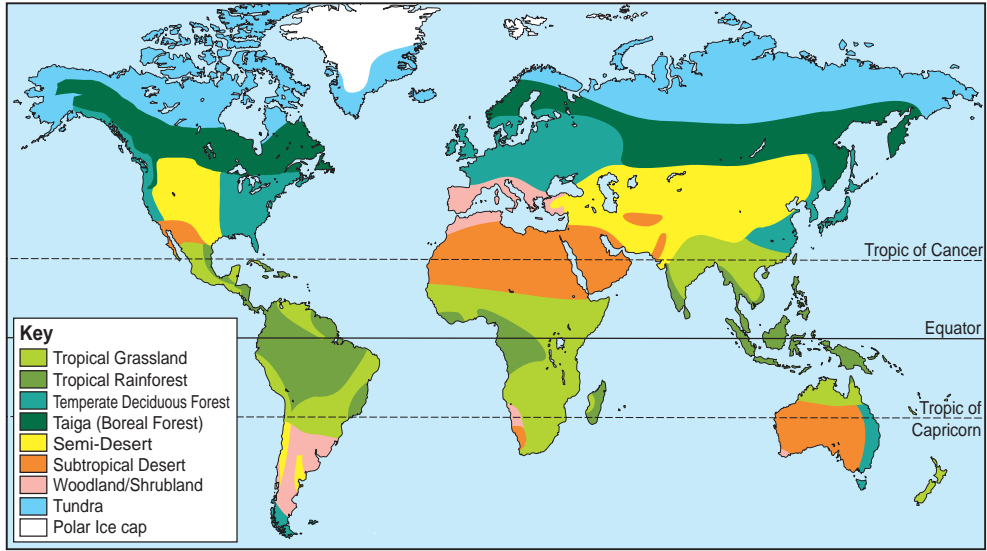 Tropic of Cancer
Equator
Key
Tropical Grassland
Tropical Rainforest
Temperate Deciduous Forest
Taiga (Boreal Forest)
Semi-Desert
Subtropical Desert
Woodland/Shrubland
Tundra
Polar Ice cap
Tropic of
Capricorn